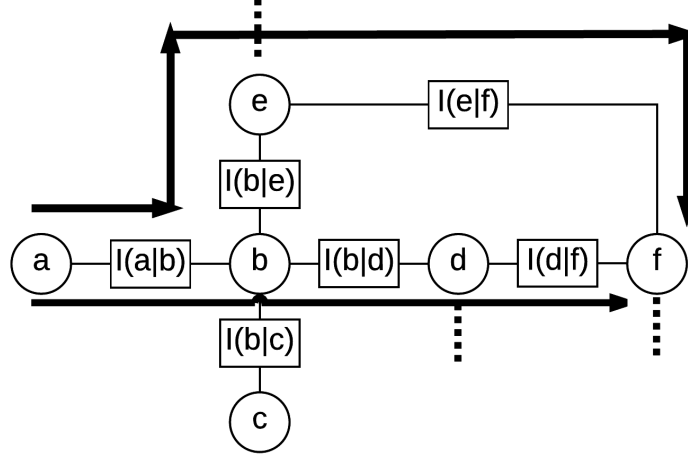 e
I(e|f)
I(b|e)
a
I(a|b)
b
I(b|d)
d
I(d|f)
f
I(b|c)
c